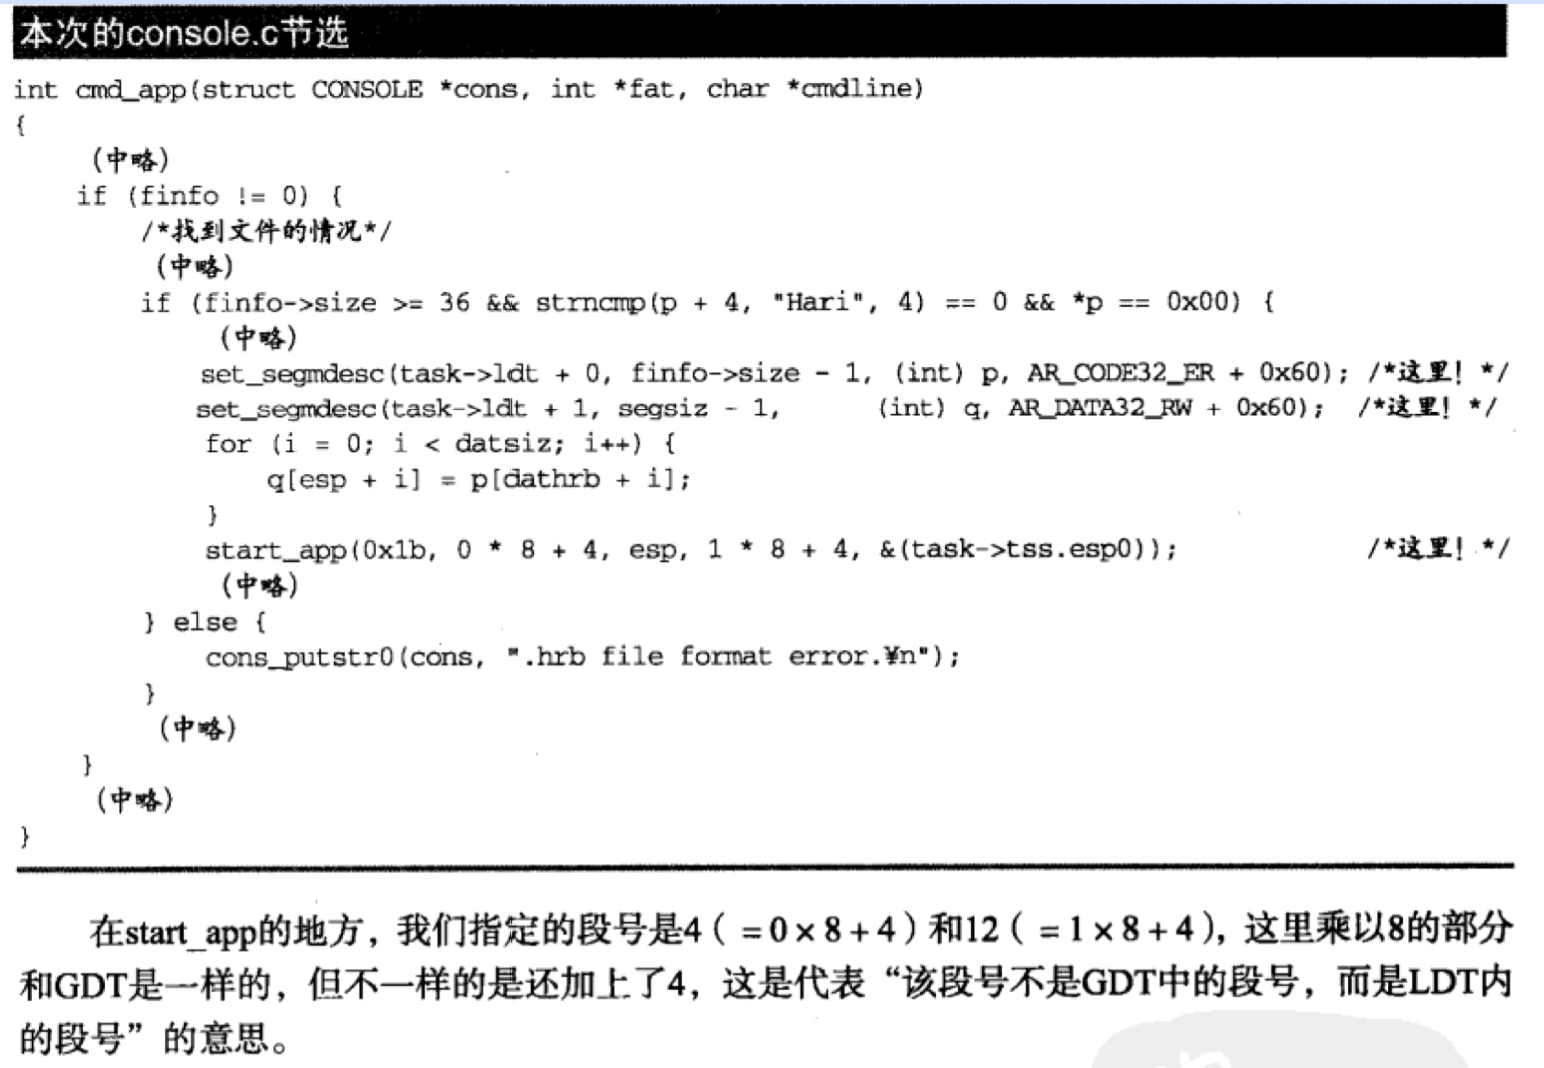 本次的console.c节选
int cmd_app(struct CONSOLE *cons, int *fat, char *cmdline)
{
(中略)
if (finfo != 0) {
/*找到文件的情况*/
(中略)
if (finfo->size >= 36 && strncmp(p + 4, "Hari", 4) == 0 && *p == 0x00) {
(中略)
set_segmdesc(task->ldt + 0, finfo->size - 1, (int) p, AR_CODE32_ER + 0x60); /*这里! */
set_segmdesc(task->ldt + 1, segsiz - 1, (int) q, AR_DATA32_RW + 0x60); /*这里! */
for (i = 0; i < datsiz; i++) {
q[esp + i] = p[dathrb + i];
}
start_app(0x1b, 0 * 8 + 4, esp, 1 * 8 + 4, &(task->tss.esp0)); /*这里! */
(中略)
} else {
cons_putstr0(cons, ".hrb file format error.¥n");
}
(中略)
}
(中略)
}
在start_app的地方，我们指定的段号是4（=0×8+4）和12（=1×8+4），这里乘以8的部分
和GDT是一样的，但不一样的是还加上了4，这是代表“该段号不是GDT中的段号，而是LDT内
的段号”的意思。